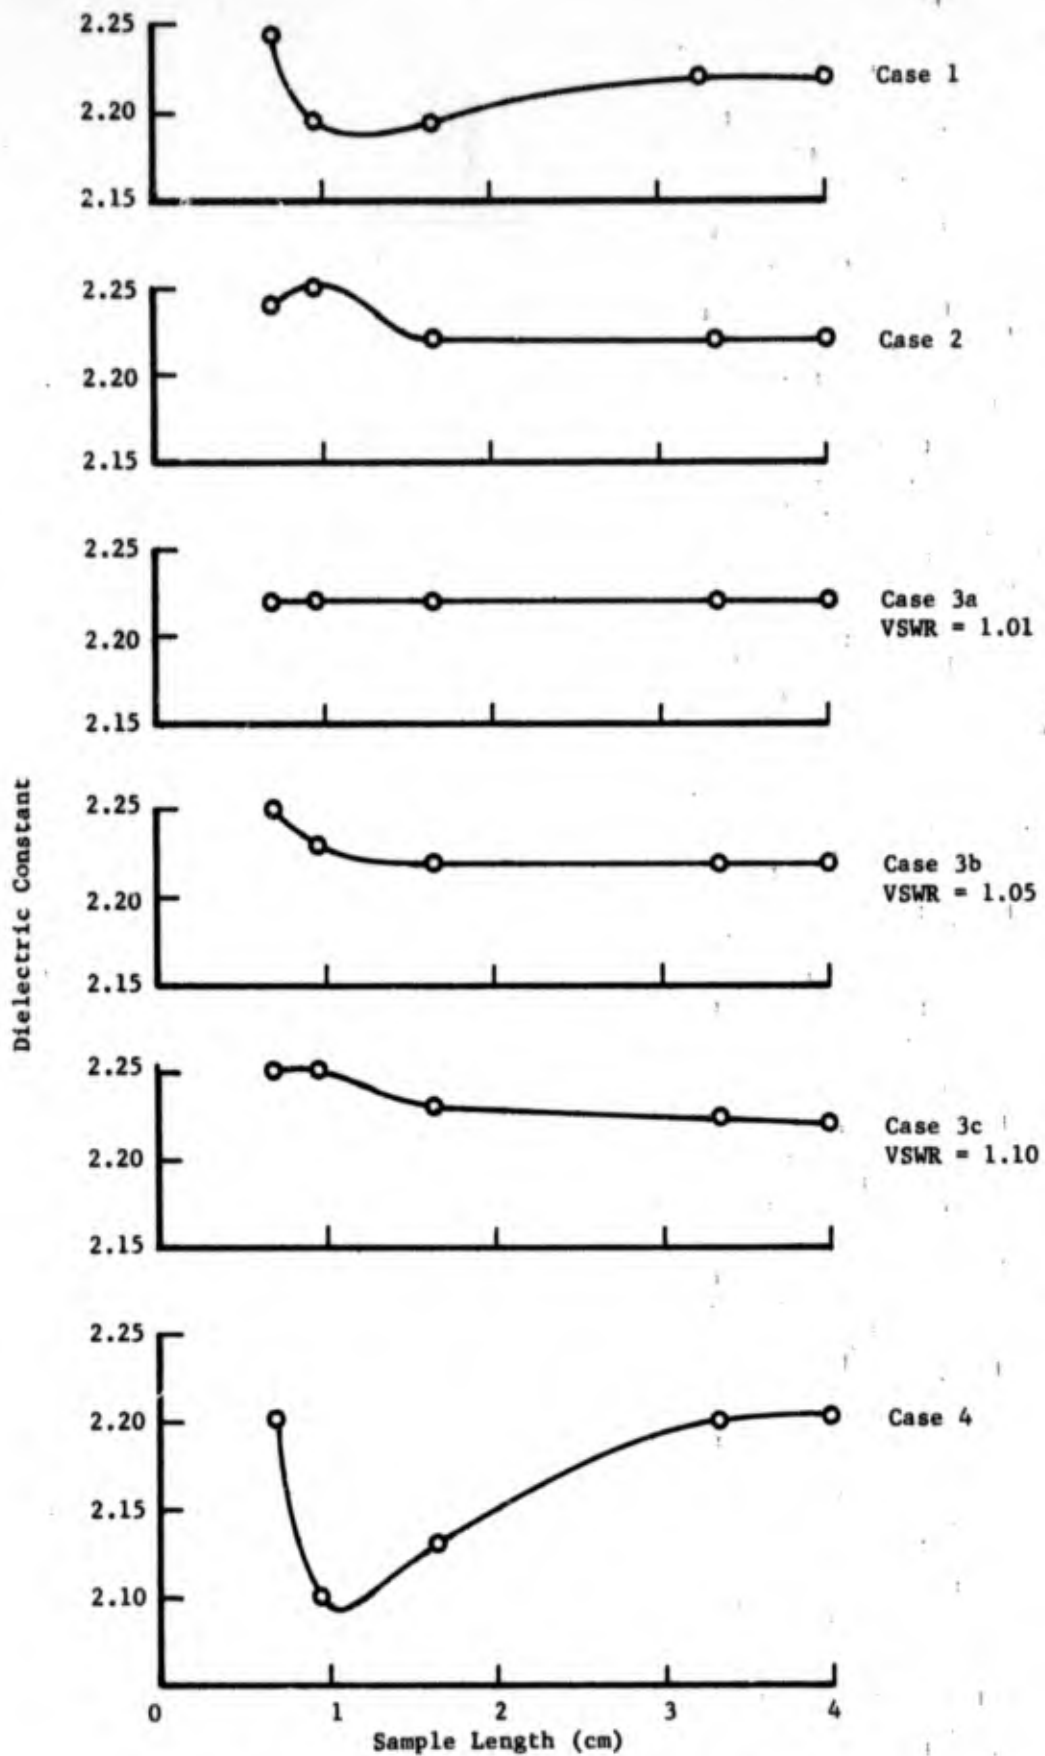 2.25
2.20
2.15
Case 1
2.25
2.20
2.15
Case 2
2.25
2.20
2.15
Case 3a
VSWR = 1.01
Dielectric Constant
2.25
2.20
2.15
Case 3b
VSWR = 1.05
2.25
2.20
2.15
Case 3c
VSWR = 1.10
2.25
2.20
2.15
2.10
Case 4
0 1 2 3 4
Sample Length (cm)